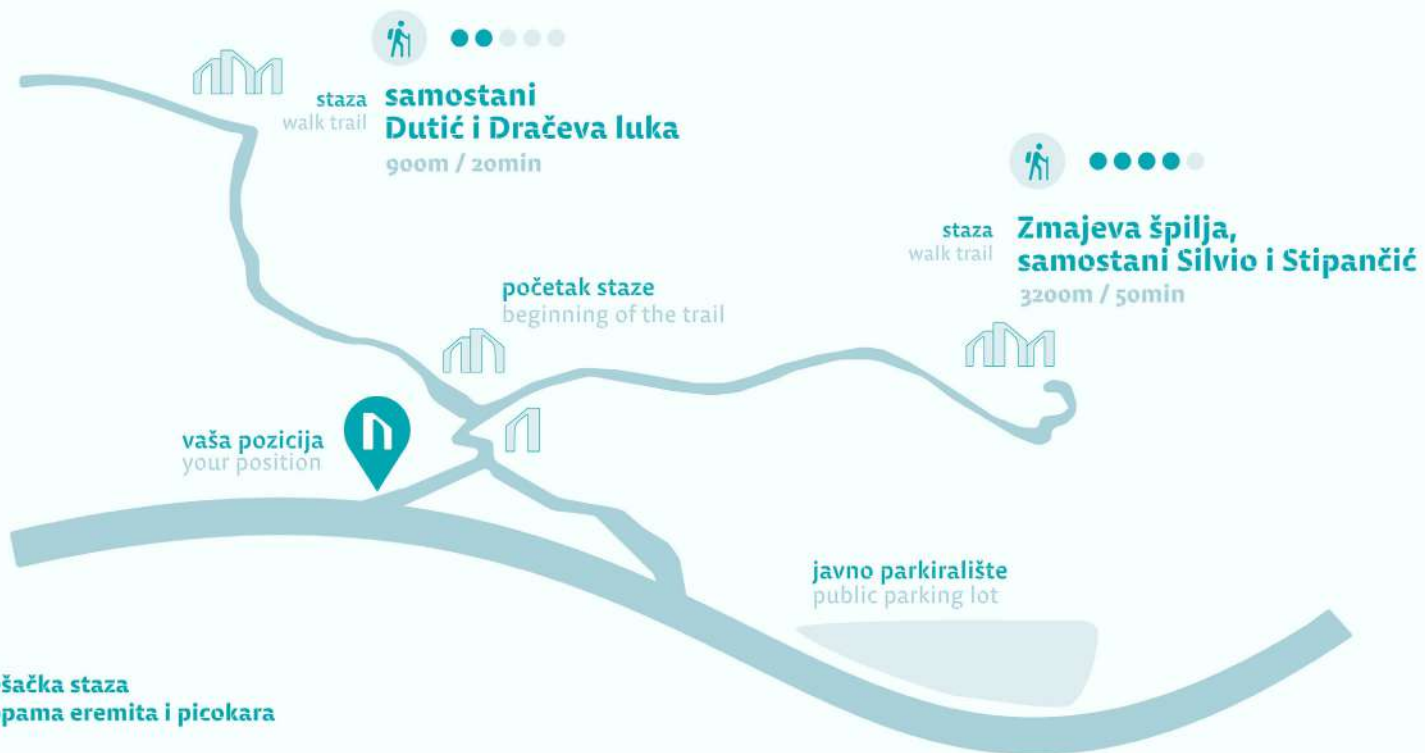 staza
walk trail
samostani
Dutić i Dračeva luka
900m / 20min
staza
walk trail
Zmajeva špilja,
samostani Silvio i Stipančić
3200m / 50min
početak staze
beginning of the trail
vaša pozicija
your position
javno parkiralište
public parking lot
šačka staza
pama eremita i picokara